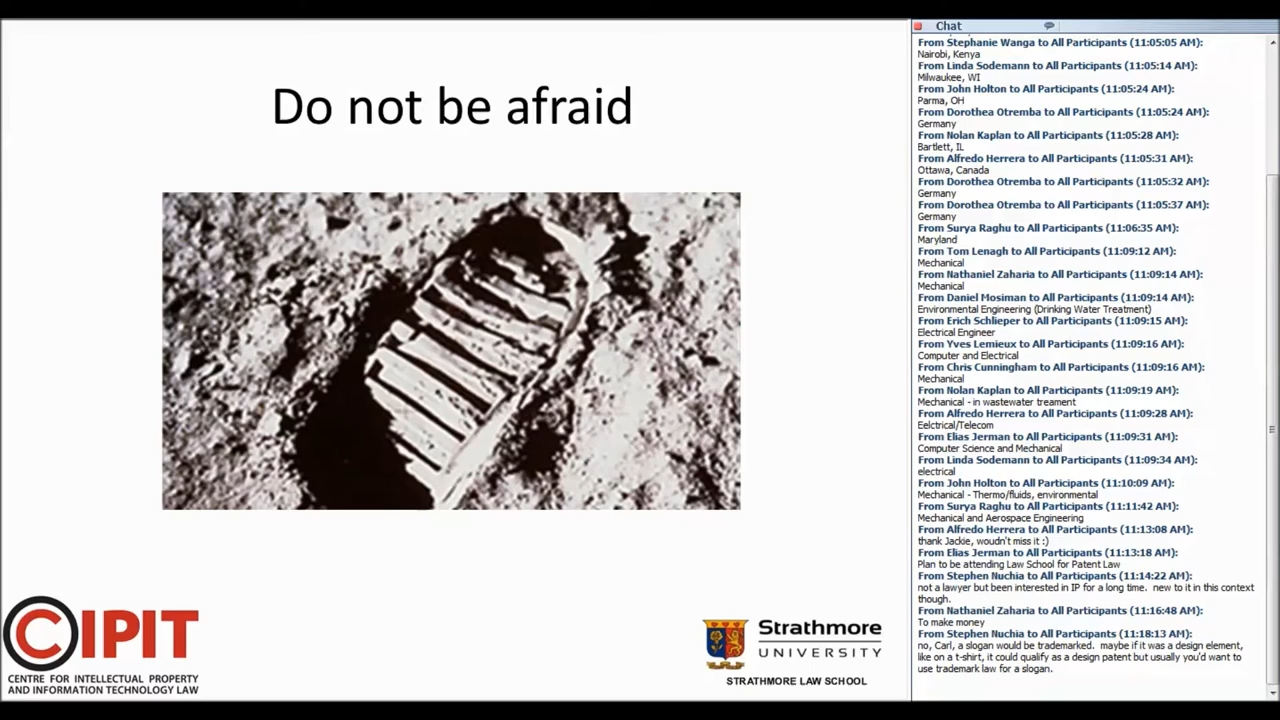 Do not be afraid
CIPIT
CENTRE FOR INTELLECTUAL PROPERTY
AND INFORMATION TECHNOLOGY LAW
Strathmore
UNIVERSITY
STRATHMORE LAW SCHOOL
Chat
From Stephanie Wanga to All Participants (11:05:05 AM):
Nairobi, Kenya
From Linda Sodemann to All Participants (11:05:14 AM):
Milwaukee, WI
From John Holton to All Participants (11:05:24 AM):
Parma, OH
From Dorothea Otremba to All Participants (11:05:24 AM):
Germany
From Nolan Kaplan to All Participants (11:05:28 AM):
Bartlett, IL
From Alfredo Herrera to All Participants (11:05:31 AM):
Ottawa, Canada
From Dorothea Otremba to All Participants (11:05:32 AM):
Germany
From Dorothea Otremba to All Participants (11:05:37 AM):
Germany
From Surya Raghu to All Participants (11:06:35 AM):
Maryland
From Tom Lenagh to All Participants (11:09:12 AM):
Mechanical
From Nathaniel Zaharia to All Participants (11:09:14 AM):
Mechanical
From Daniel Mosiman to All Participants (11:09:14 AM):
Environmental Engineering (Drinking Water Treatment)
From Erich Schlieper to All Participants (11:09:15 AM):
Electrical Engineer
From Yves Lemieux to All Participants (11:09:16 AM):
Computer and Electrical
From Chris Cunningham to All Participants (11:09:16 AM):
Mechanical
From Nolan Kaplan to All Participants (11:09:19 AM):
Mechanical - in wastewater treament
From Alfredo Herrera to All Participants (11:09:28 AM):
Eelctrical/Telecom
From Elias Jerman to All Participants (11:09:31 AM):
Computer Science and Mechanical
From Linda Sodemann to All Participants (11:09:34 AM):
electrical
From John Holton to All Participants (11:10:09 AM):
Mechanical - Thermo/fluids, environmental
From Surya Raghu to All Participants (11:11:42 AM):
Mechanical and Aerospace Engineering
From Alfredo Herrera to All Participants (11:13:08 AM):
thank Jackie, woudn't miss it :)
From Elias Jerman to All Participants (11:13:18 AM):
Plan to be attending Law School for Patent Law
From Stephen Nuchia to All Participants (11:14:22 AM):
not a lawyer but been interested in IP for a long time.  new to it in this context
though.
From Nathaniel Zaharia to All Participants (11:16:48 AM):
To make money
From Stephen Nuchia to All Participants (11:18:13 AM):
no, Carl, a slogan would be trademarked.  maybe if it was a design element,
like on a t-shirt, it could qualify as a design patent but usually you'd want to
use trademark law for a slogan.